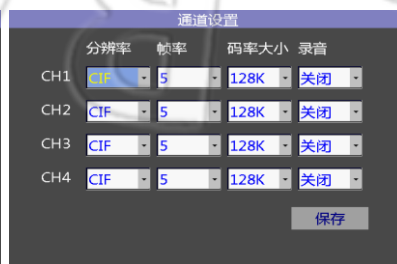 通道设置
分辨率 帧率 码率大小 录音
CH1 CIF 5 128K 关闭
CH2 CIF 5 128K 关闭
CH3 CIF 5 128K 关闭
CH4 CIF 5 128K 关闭
保存